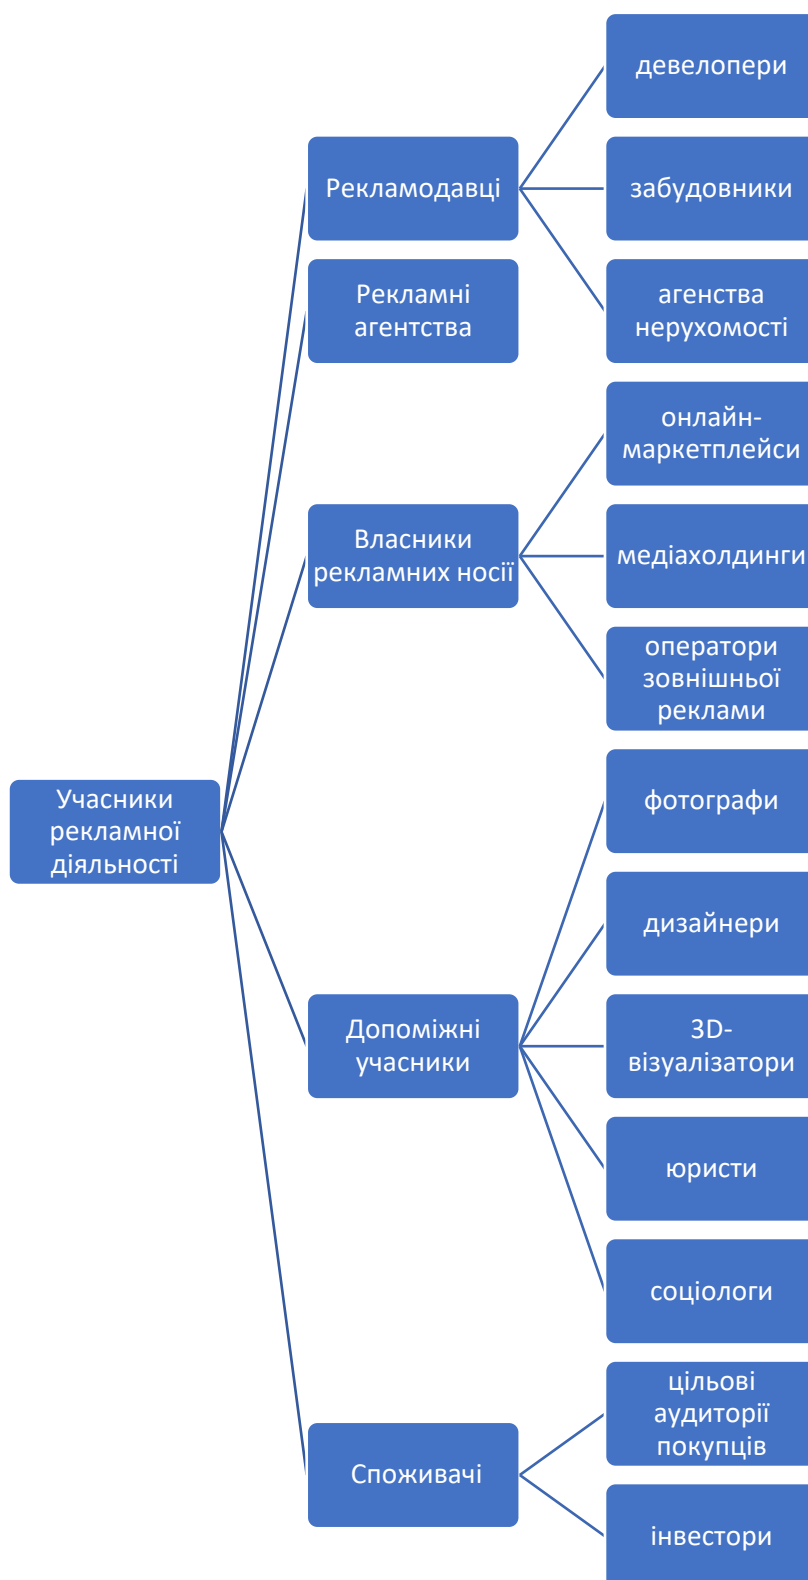 Учасники
рекламної
діяльності
Рекламодавці
девелопери
забудовники
агенства
нерухомості
Рекламні
агентства
Власники
рекламних носії
онлайн-
маркетплейси
медіахолдинги
оператори
зовнішньої
реклами
Допоміжні
учасники
фотографи
дизайнери
3D-
візуалізатори
юристи
соціологи
Споживачі
цільові
аудиторії
покупців
інвестори